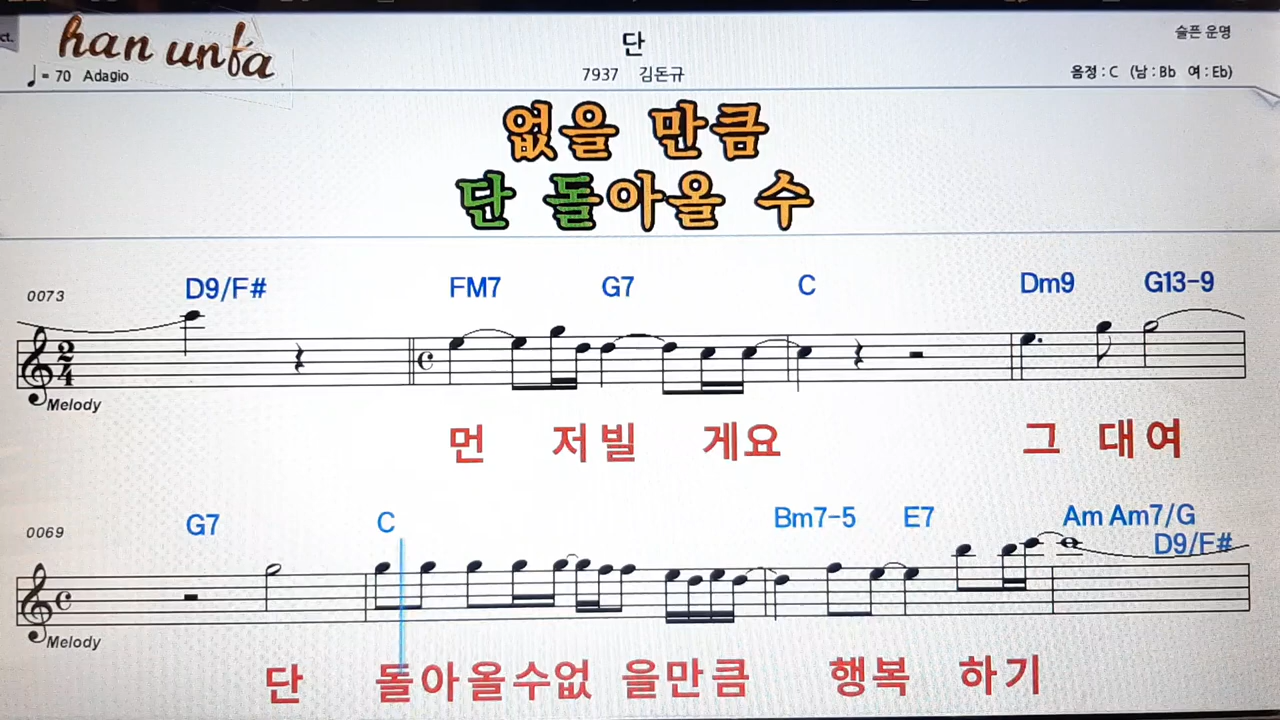 ct.
han unfa
♩= 70 Adagio
단
7937 김돈규
슬픈 운명
음정 : C (남 : Bb 여 : Eb)
없을 만큼
단 돌아올 수
0073
D9/F# FM7 G7 C Dm9 G13-9
2
4
Melody
먼 저빌 게요 그 대여
0069
G7 C Bm7-5 E7 Am Am7/G
D9/F#
Melody
단 돌아올수없 을만큼 행복 하기